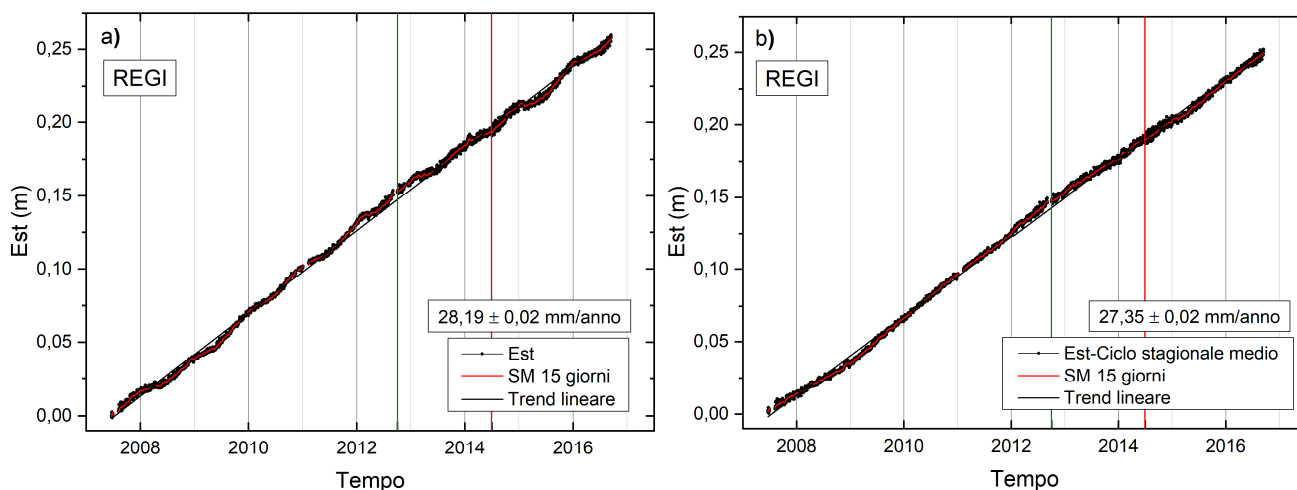 a)
REGI
0,25
0,20
0,15
0,10
0,05
0,00
Est (m)
28,19 ± 0,02 mm/anno
Est
SM 15 giorni
Trend lineare
2008 2010 2012 2014 2016
Tempo
b)
REGI
0,25
0,20
0,15
0,10
0,05
0,00
Est (m)
27,35 ± 0,02 mm/anno
Est-Ciclo stagionale medio
SM 15 giorni
Trend lineare
2008 2010 2012 2014 2016
Tempo